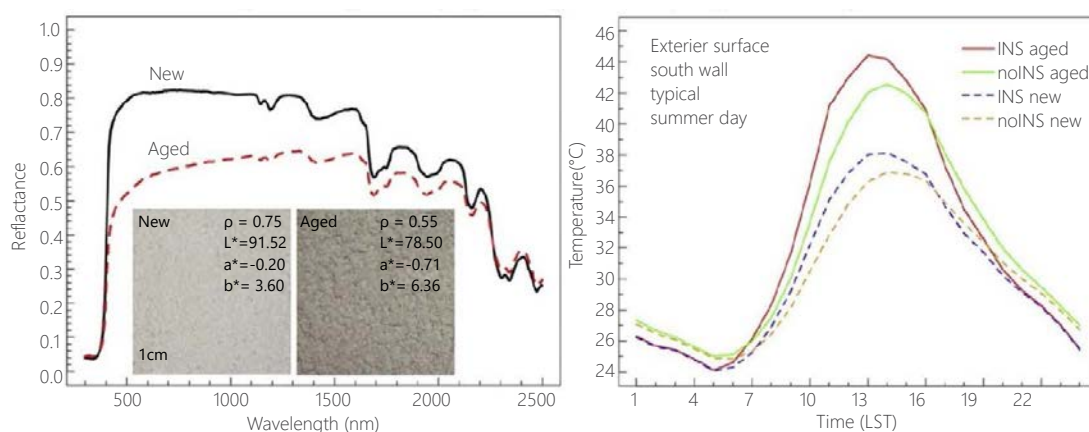 1.0
0.9
0.8
0.7
0.6
0.5
0.4
0.3
0.2
0.1
0.0
Reflactance
New
Aged
New
ρ = 0.75
L*=91.52
a*=-0.20
b*= 3.60
1cm
Aged
ρ = 0.55
L*=78.50
a*=-0.71
b*= 6.36
500 1000 1500 2000 2500
Wavelength (nm)
46
44
42
40
38
36
34
32
30
28
26
24
Temperature(°C)
Exterier surface
south wall
typical
summer day
INS aged
noINS aged
INS new
noINS new
1 4 7 10 13 16 19 22
Time (LST)